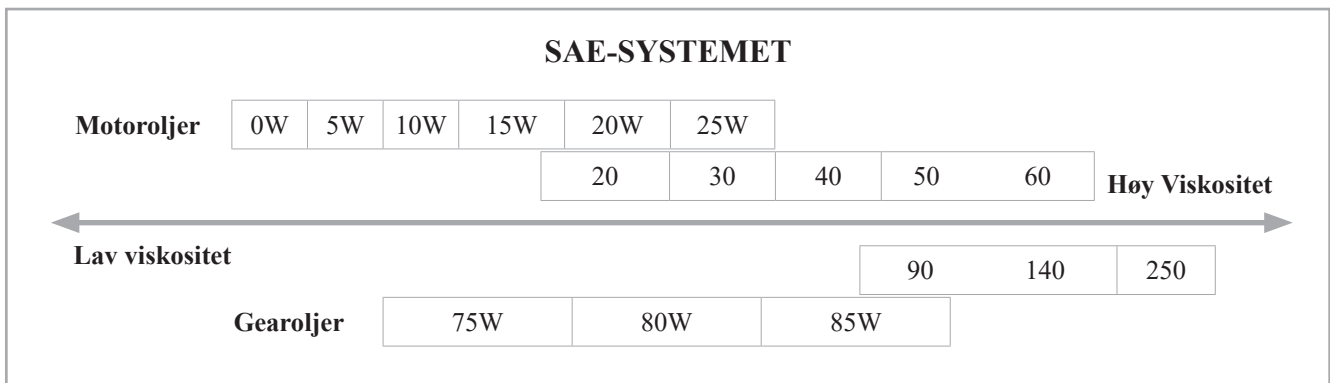 SAE-SYSTEMET
Motoroljer 0W 5W 10W 15W 20W 25W
20 30 40 50 60 Høy Viskositet
Lav viskositet
90 140 250
Gearoljer 75W 80W 85W